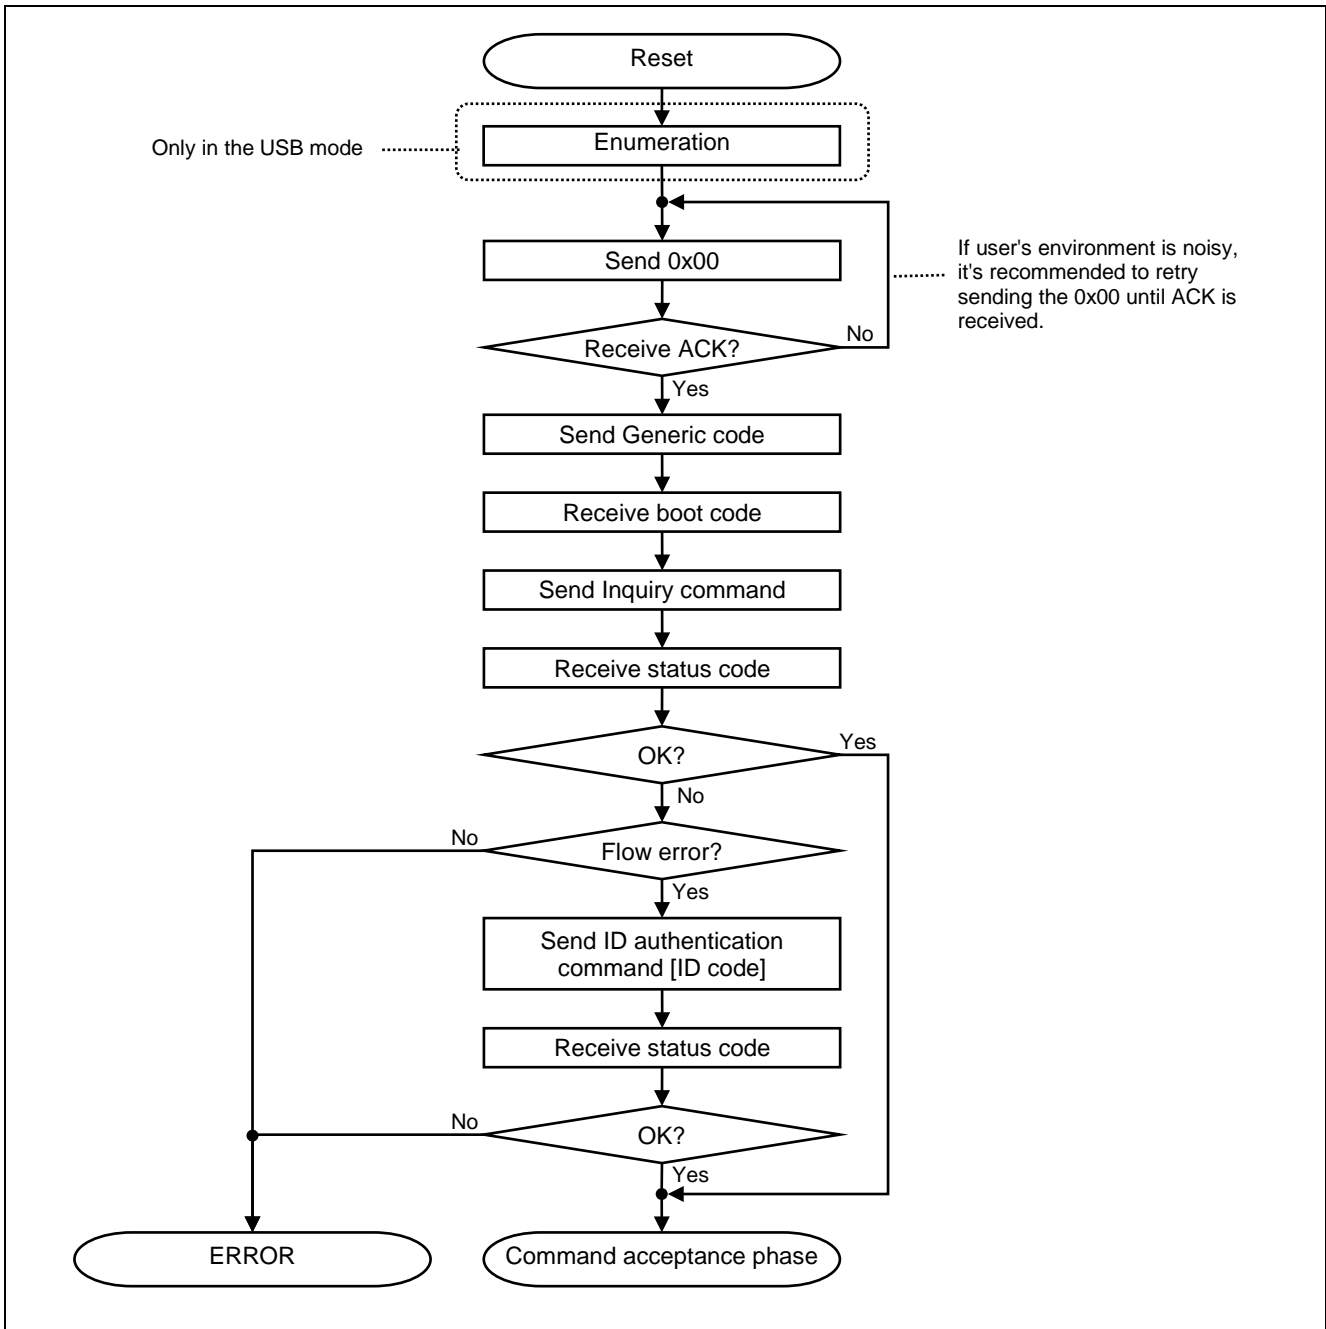 Reset
Only in the USB mode
Enumeration
Send 0x00
If user's environment is noisy,
it's recommended to retry
sending the 0x00 until ACK is
received.
Receive ACK?
No
Yes
Send Generic code
Receive boot code
Send Inquiry command
Receive status code
OK?
Yes
No
Flow error?
No
Yes
Send ID authentication
command [ID code]
Receive status code
OK?
No
Yes
ERROR
Command acceptance phase